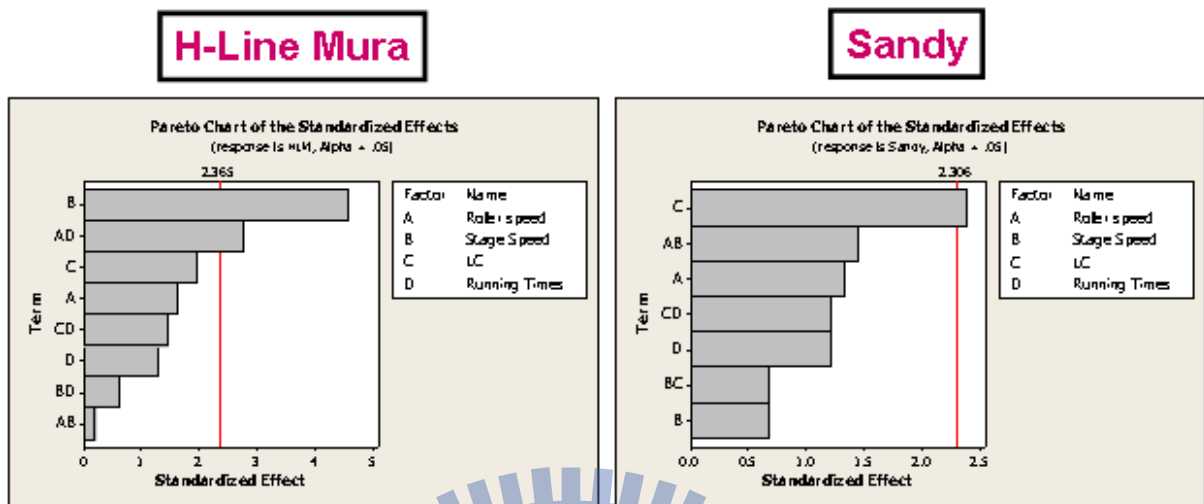 H-Line Mura
Pareto Chart of the Standardized Effects
(response is HLM, Alpha = .05)
2.365
B
AD
C
A
CD
D
BD
AB
Term
0 1 2 3 4 5
Standardized Effect
Factor Name
A Roller speed
B Stage Speed
C LC
D Running Times
Sandy
Pareto Chart of the Standardized Effects
(response is Sandy, Alpha = .05)
2.306
C
AB
A
CD
D
BC
B
Term
0.0 0.5 1.0 1.5 2.0 2.5
Standardized Effect
Factor Name
A Roller speed
B Stage Speed
C LC
D Running Times